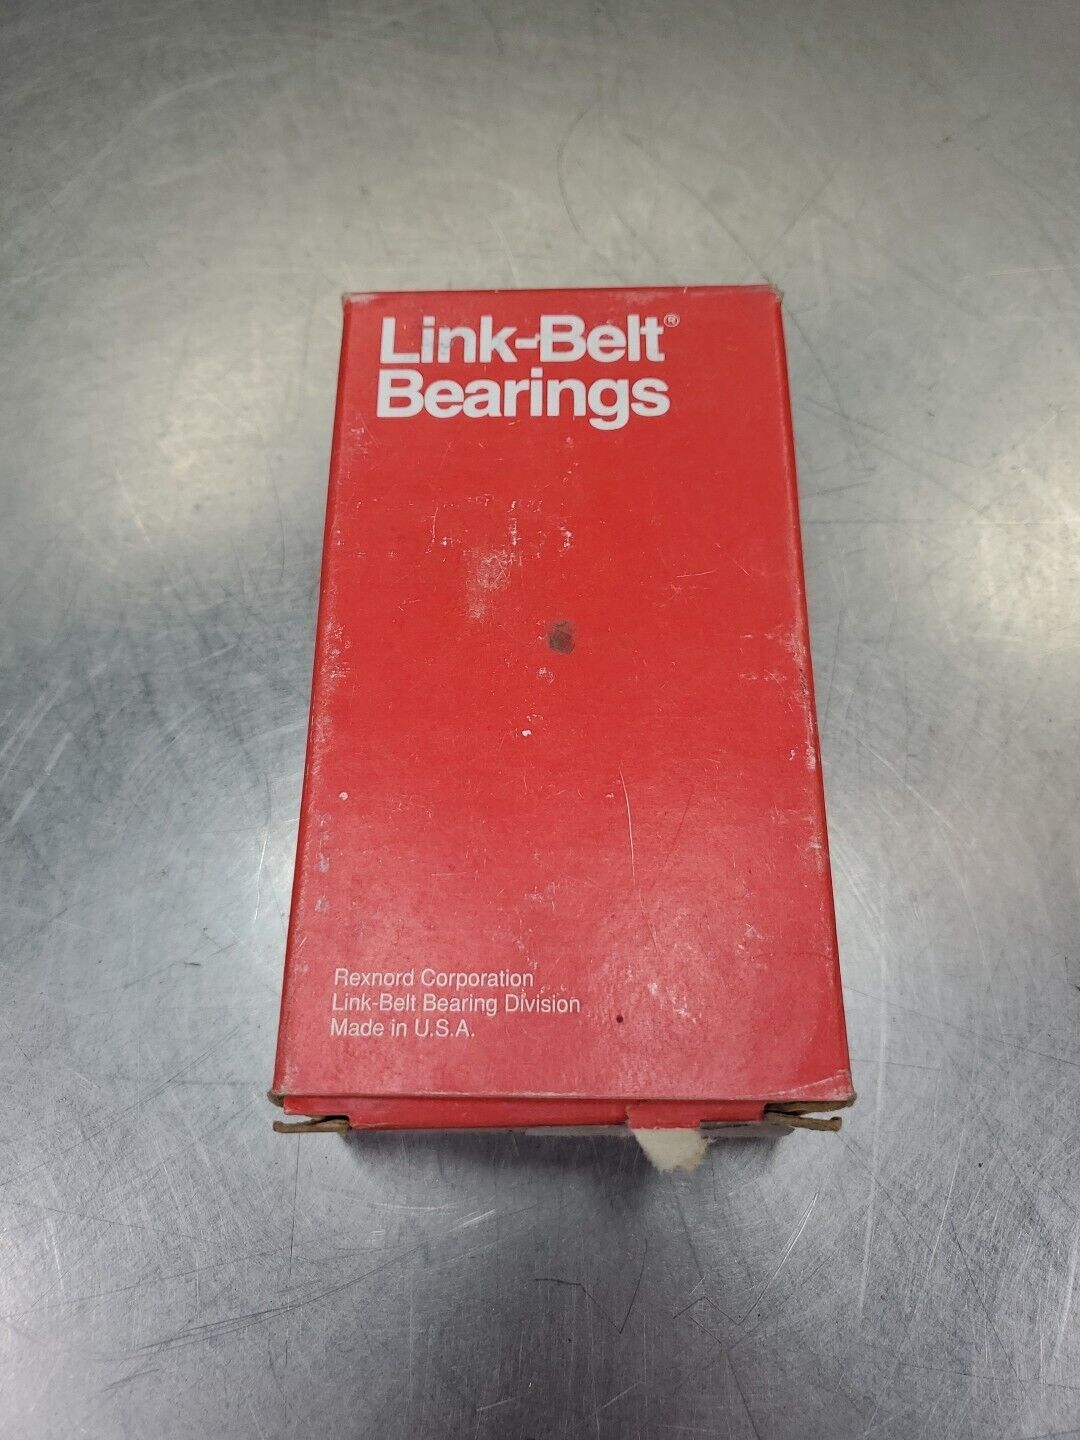 Link-Belt®
Bearings
Rexnord Corporation
Link-Belt Bearing Division
Made in U.S.A.